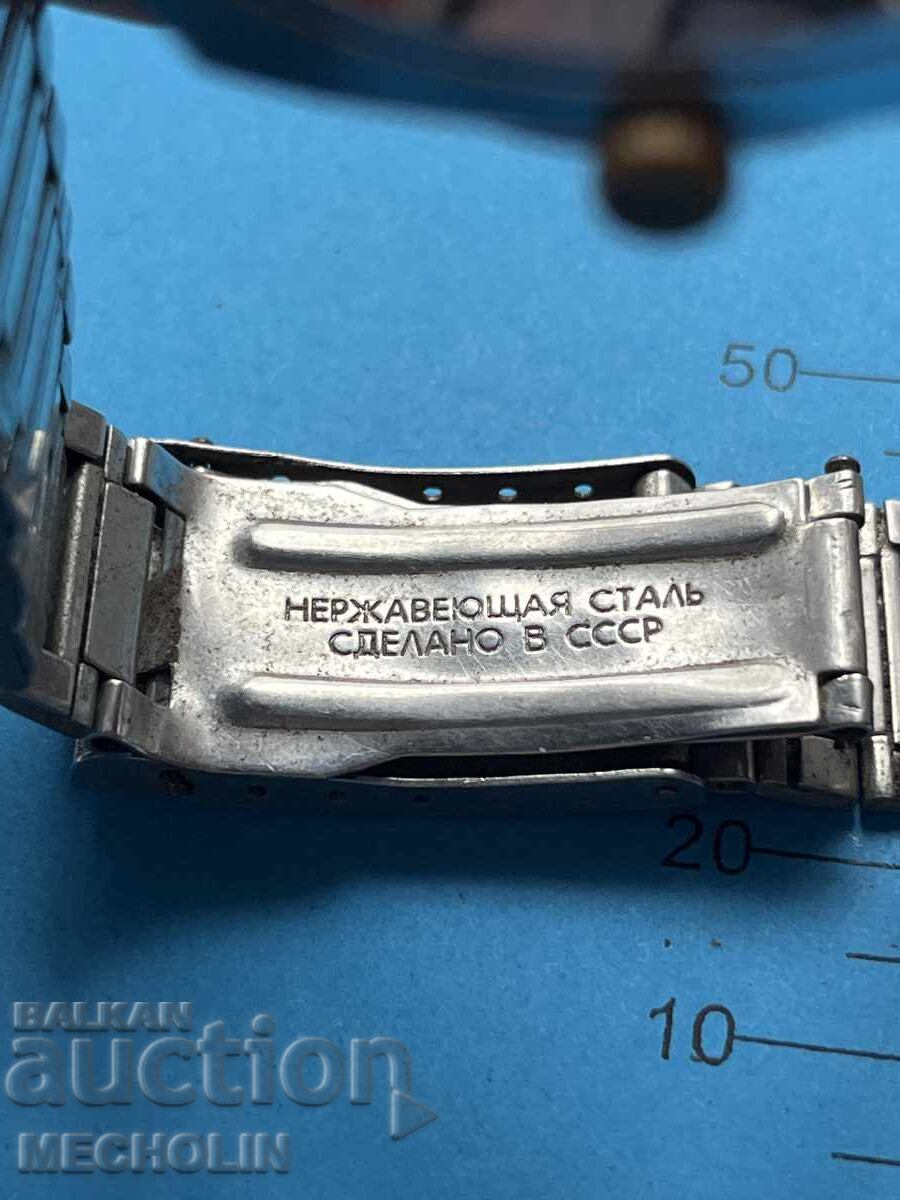 50
НЕРЖАВЕЮЩАЯ СТАЛЬ
СДЕЛАНО В СССР
20
10
BALKAN
auction
MECHOLIN